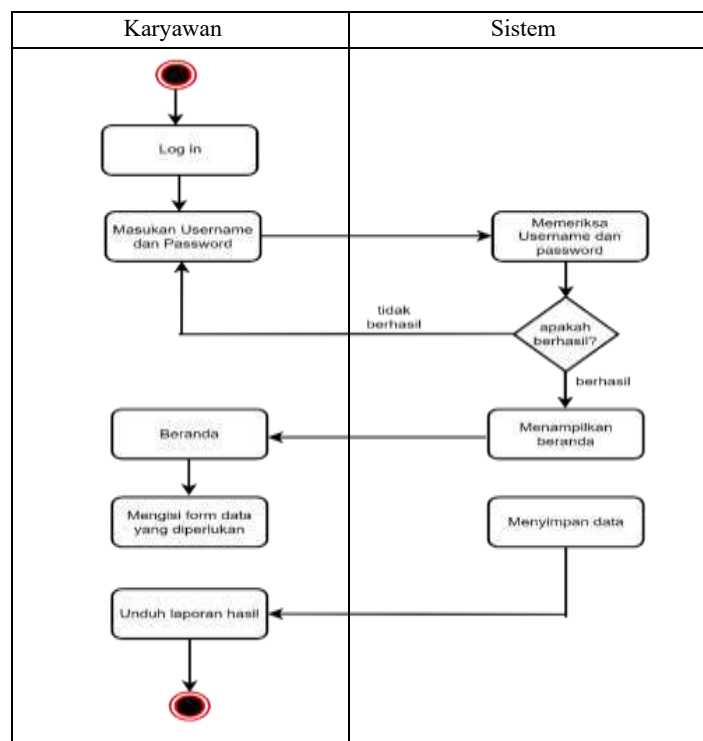 Karyawan
Sistem
Log in
Masukan Username
dan Password
Memeriksa
Username dan
password
tidak
berhasil
apakah
berhasil?
berhasil
Beranda
Menampilkan
beranda
Mengisi form data
yang diperlukan
Menyimpan data
Unduh laporan hasil